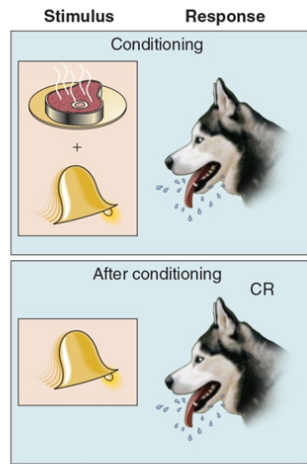 Stimulus Response
Conditioning
+
After conditioning
CR